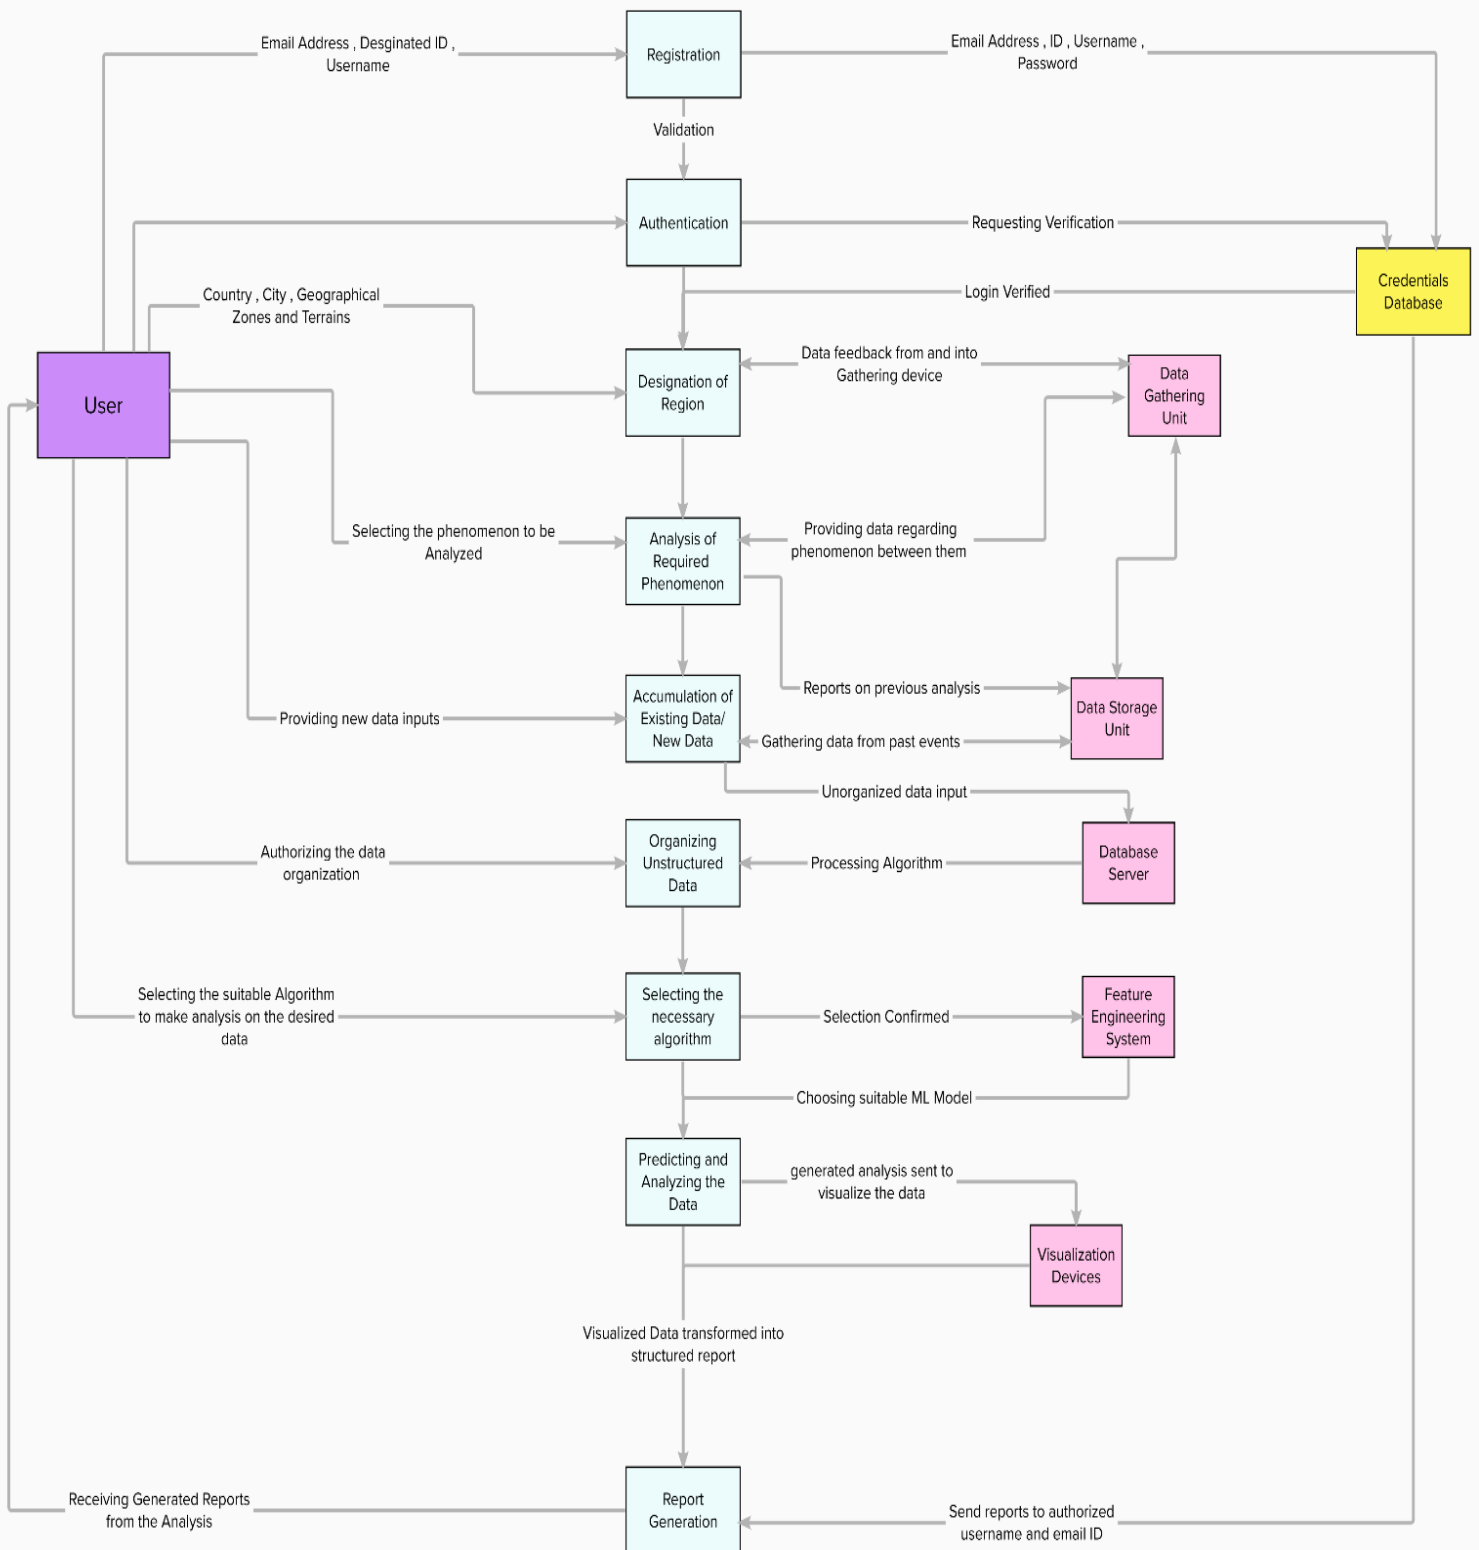 Email Address , Desginated ID ,
Username
Registration
Email Address , ID , Username ,
Password
Validation
Authentication
Requesting Verification
Credentials
Database
Login Verified
Country , City , Geographical
Zones and Terrains
User
Designation of
Region
Data feedback from and into
Gathering device
Data
Gathering
Unit
Selecting the phenomenon to be
Analyzed
Analysis of
Required
Phenomenon
Providing data regarding
phenomenon between them
Reports on previous analysis
Accumulation of
Existing Data/
New Data
Providing new data inputs
Gathering data from past events
Data Storage
Unit
Unorganized data input
Authorizing the data
organization
Organizing
Unstructured
Data
Processing Algorithm
Database
Server
Selecting the suitable Algorithm
to make analysis on the desired
data
Selecting the
necessary
algorithm
Selection Confirmed
Feature
Engineering
System
Choosing suitable ML Model
Predicting and
Analyzing the
Data
generated analysis sent to
visualize the data
Visualization
Devices
Visualized Data transformed into
structured report
Receiving Generated Reports
from the Analysis
Report
Generation
Send reports to authorized
username and email ID